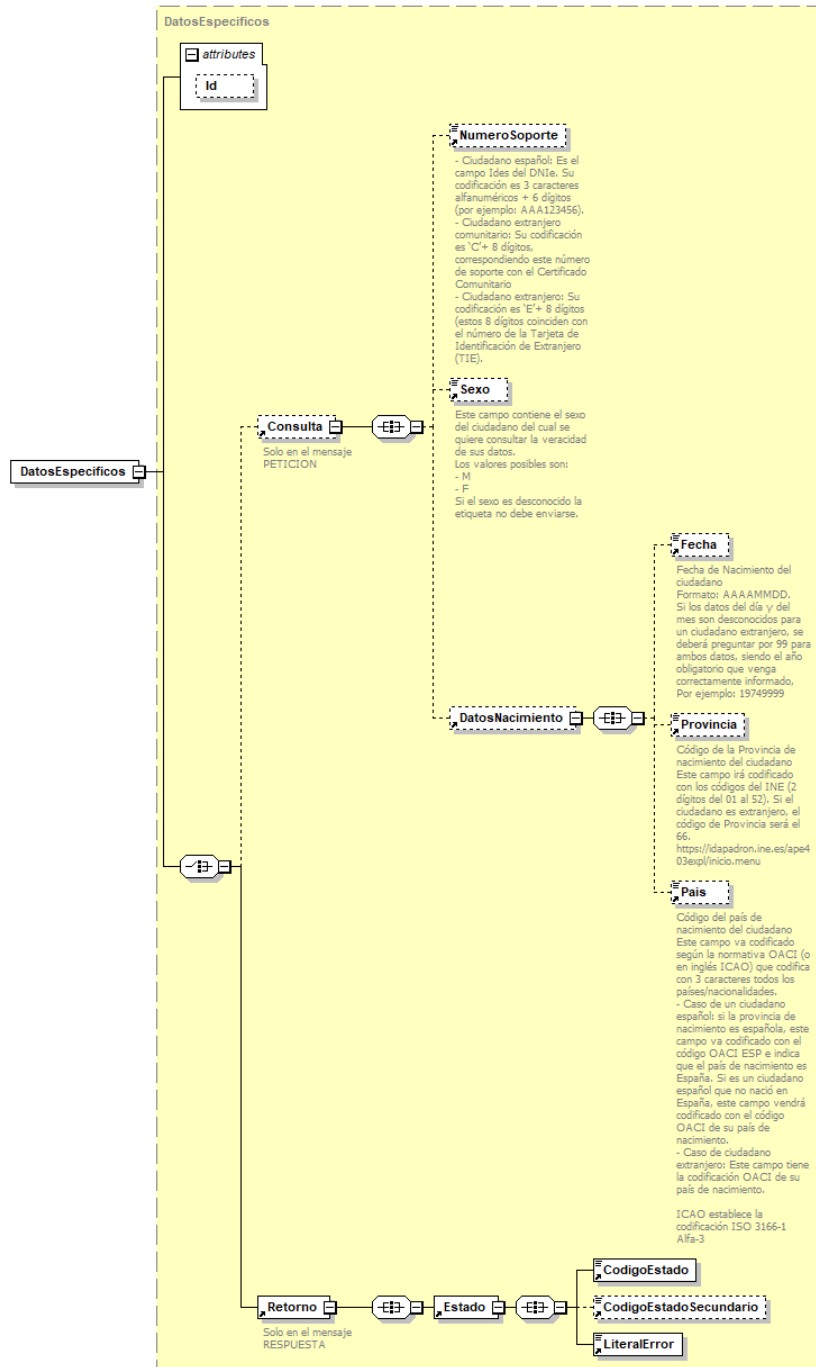 DatosEspecificos
attributes
Id
NumeroSoporte
- Ciudadano español: Es el
campo Ides del DNIe. Su
codificación es 3 caracteres
alfanuméricos + 6 dígitos
(por ejemplo: AAA123456).
- Ciudadano extranjero
comunitario: Su codificación
es 'C'+ 8 dígitos,
correspondiendo este número
de soporte con el Certificado
Comunitario
- Ciudadano extranjero: Su
codificación es 'E'+ 8 dígitos
(estos 8 dígitos coinciden con
el número de la Tarjeta de
Identificación de Extranjero
(TIE).
Sexo
Este campo contiene el sexo
del ciudadano del cual se
quiere consultar la veracidad
de sus datos.
Los valores posibles son:
- M
- F
Si el sexo es desconocido la
etiqueta no debe enviarse.
Consulta
Solo en el mensaje
PETICION
DatosEspecificos
Fecha
Fecha de Nacimiento del
ciudadano
Formato: AAAAMMDD.
Si los datos del día y del
mes son desconocidos para
un ciudadano extranjero, se
deberá preguntar por 99 para
ambos datos, siendo el año
obligatorio que venga
correctamente informado,
Por ejemplo: 19749999
DatosNacimiento
Provincia
Código de la Provincia de
nacimiento del ciudadano
Este campo irá codificado
con los códigos del INE (2
dígitos del 01 al 52). Si el
ciudadano es extranjero, el
código de Provincia será el
66.
https://idapadron.ine.es/ape4
03expl/inicio.menu
Pais
Código del país de
nacimiento del ciudadano
Este campo va codificado
según la normativa OACI (o
en inglés ICAO) que codifica
con 3 caracteres todos los
países/nacionalidades.
- Caso de un ciudadano
español: si la provincia de
nacimiento es española, este
campo va codificado con el
código OACI ESP e indica
que el país de nacimiento es
España. Si es un ciudadano
español que no nació en
España, este campo vendrá
codificado con el código
OACI de su país de
nacimiento.
- Caso de ciudadano
extranjero: Este campo tiene
la codificación OACI de su
país de nacimiento.
ICAO establece la
codificación ISO 3166-1
Alfa-3
Retorno
Solo en el mensaje
RESPUESTA
Estado
CodigoEstado
CodigoEstadoSecundario
LiteralError